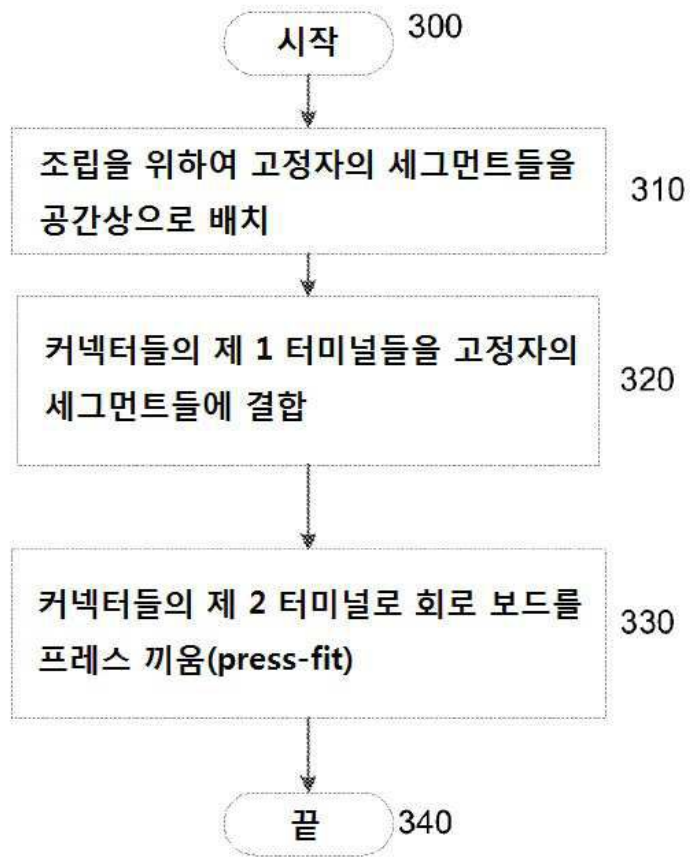 시작
300
조립을 위하여 고정자의 세그먼트들을
공간상으로 배치
310
커넥터들의 제 1 터미널들을 고정자의
세그먼트들에 결합
320
커넥터들의 제 2 터미널로 회로 보드를
프레스 끼움(press-fit)
330
끝
340